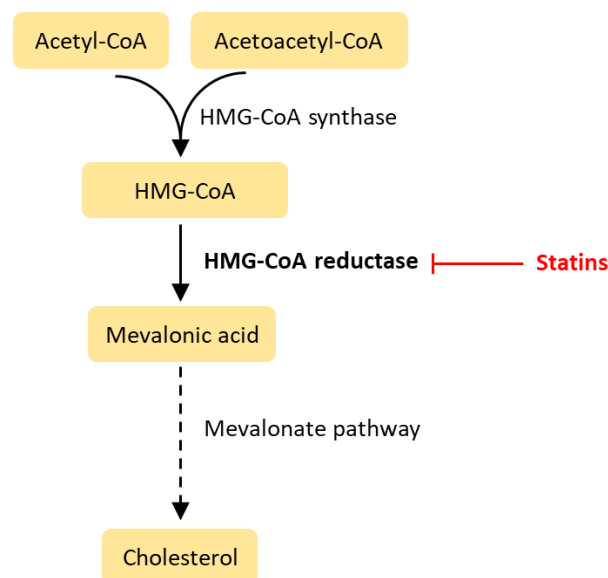 Acetyl-CoA
Acetoacetyl-CoA
HMG-CoA synthase
HMG-CoA
HMG-CoA reductase
Statins
Mevalonic acid
Mevalonate pathway
Cholesterol